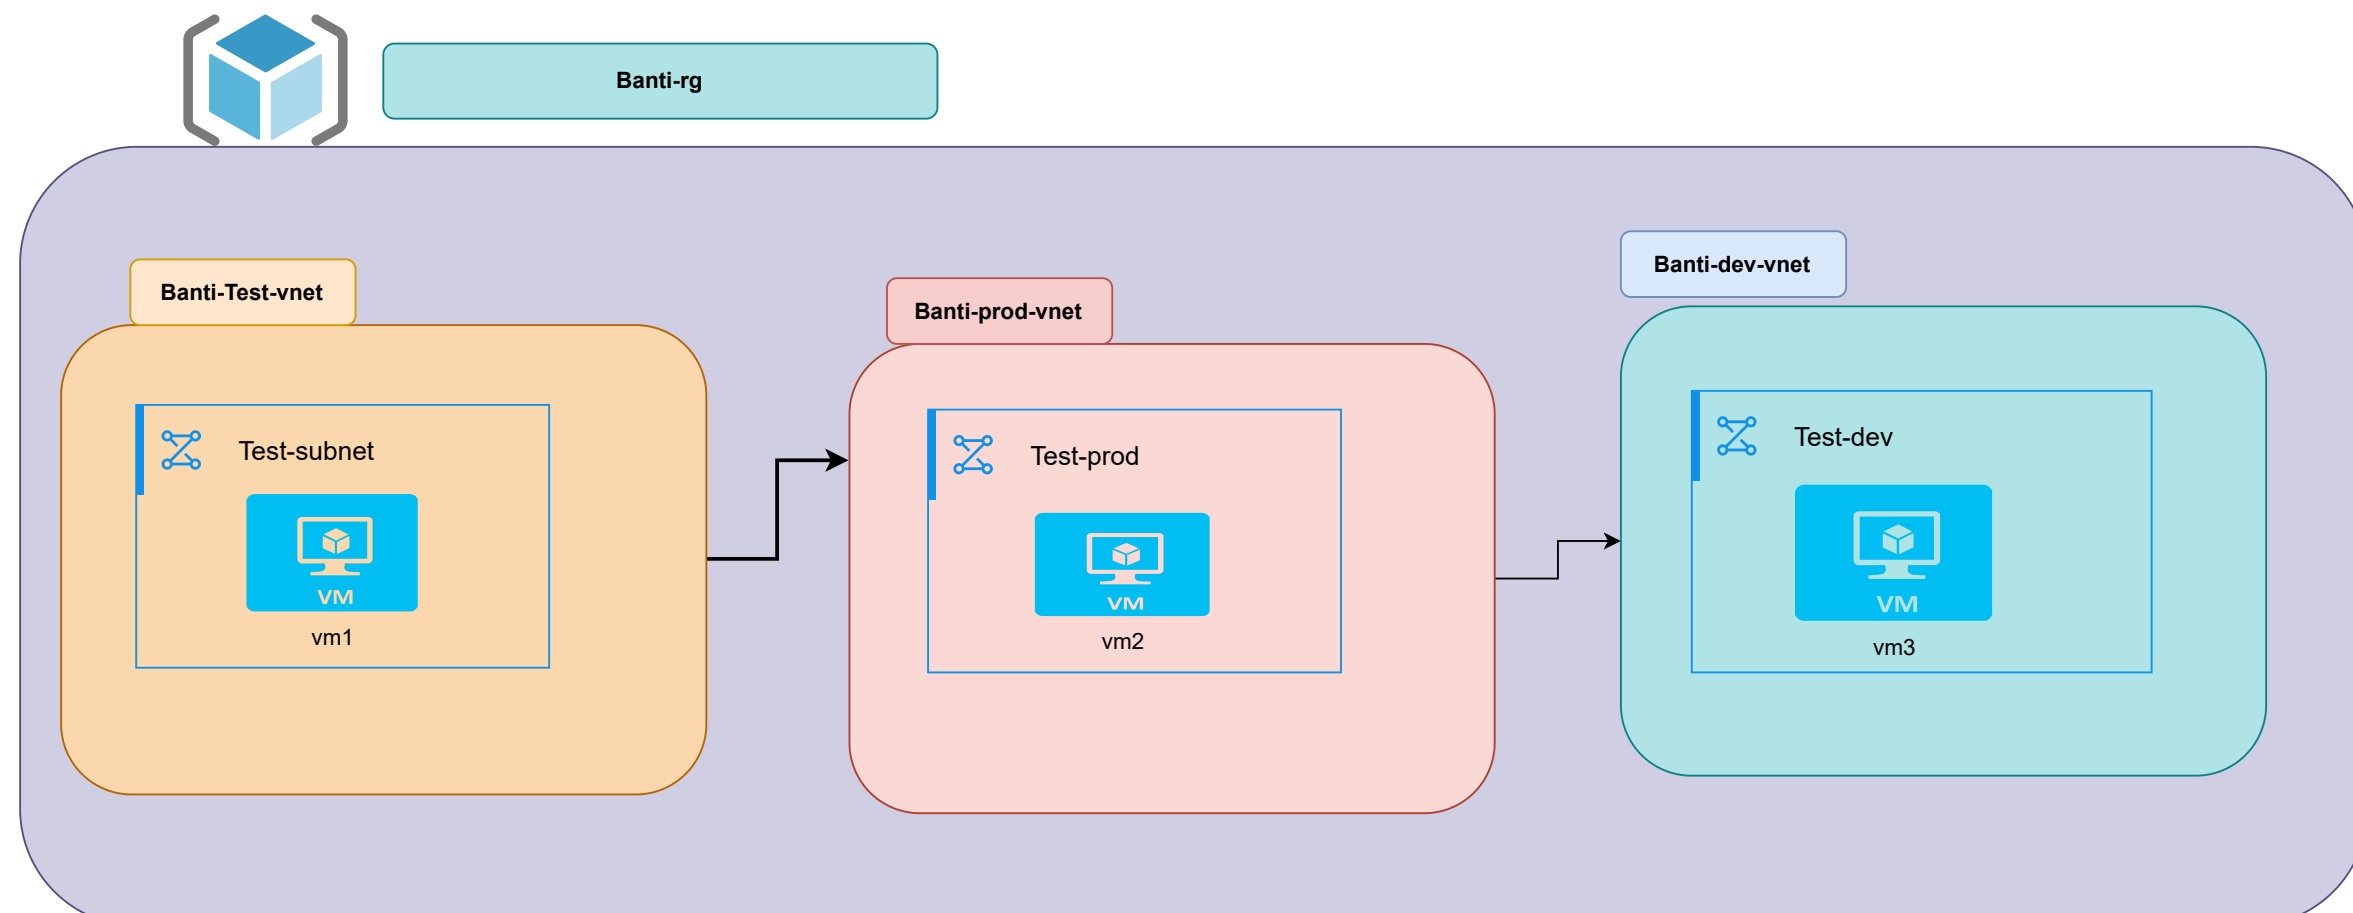 Banti-rg
Banti-Test-vnet
Test-subnet
VM
vm1
Banti-prod-vnet
Test-prod
VM
vm2
Banti-dev-vnet
Test-dev
VM
vm3